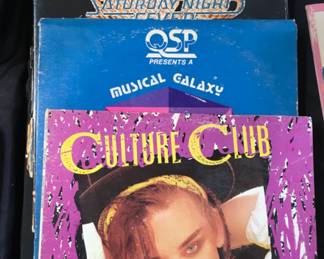 SATURDAY NIGHT
FEVER
QSP
PRESENTS A
MUSICAL GALAXY
CULTURE CLUB